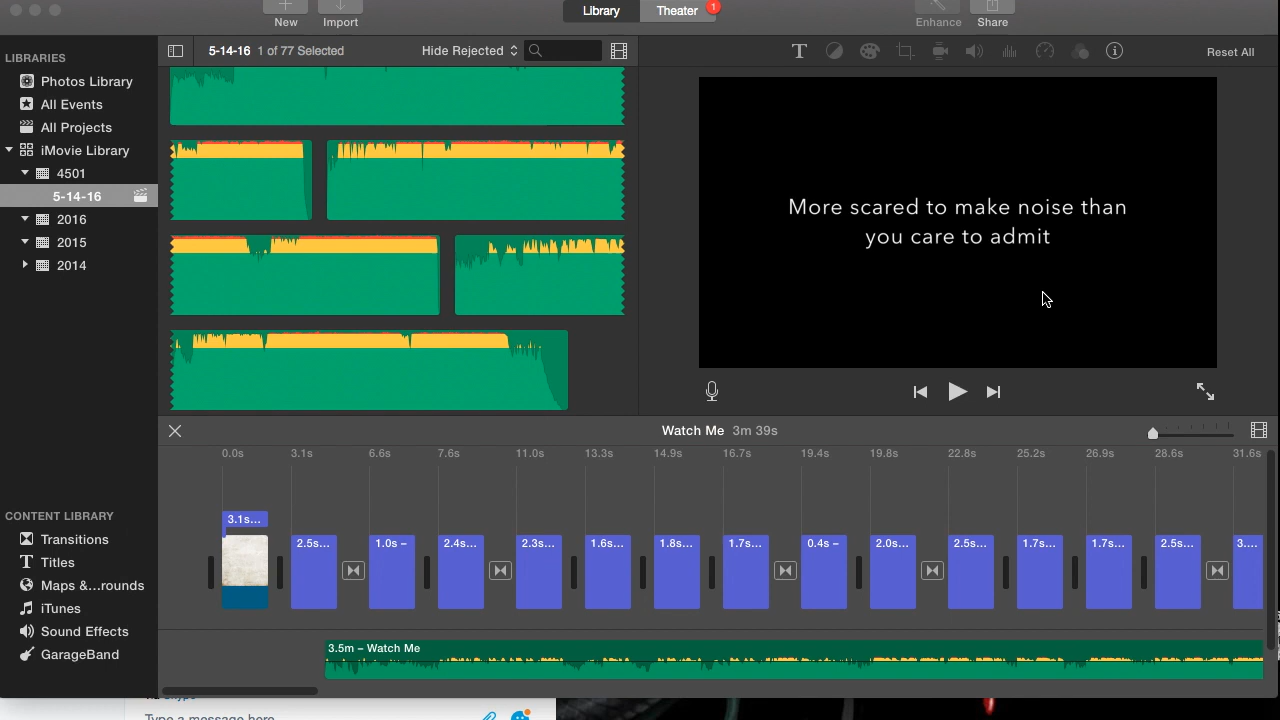 New
Import
Library
Theater
1
Enhance
Share
LIBRARIES
Photos Library
All Events
All Projects
iMovie Library
4501
5-14-16
2016
2015
2014
CONTENT LIBRARY
Transitions
Titles
Maps &...rounds
iTunes
Sound Effects
GarageBand
5-14-16 1 of 77 Selected
Hide Rejected
T
Reset All
More scared to make noise than
you care to admit
Watch Me 3m 39s
0.0s 3.1s 6.6s 7.6s 11.0s 13.3s 14.9s 16.7s 19.4s 19.8s 22.8s 25.2s 26.9s 28.6s 31.6s
3.1s...
2.5s... 1.0s – 2.4s... 2.3s... 1.6s... 1.8s... 1.7s... 0.4s – 2.0s... 2.5s... 1.7s... 1.7s... 2.5s... 3....
3.5m – Watch Me
Type a message here